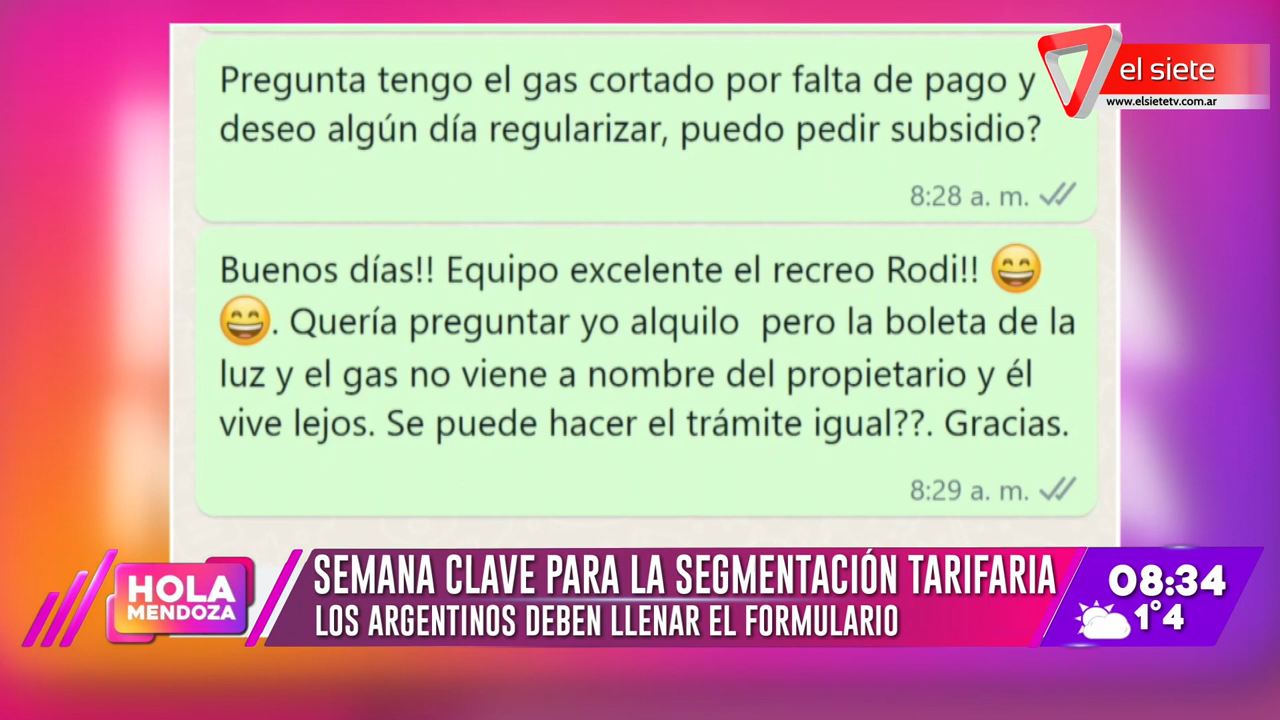 Pregunta tengo el gas cortado por falta de pago y
deseo algún día regularizar, puedo pedir subsidio?
8:28 a. m.
Buenos días!! Equipo excelente el recreo Rodi!! 😄
😄. Quería preguntar yo alquilo  pero la boleta de la
luz y el gas no viene a nombre del propietario y él
vive lejos. Se puede hacer el trámite igual??. Gracias.
8:29 a. m.
el siete
www.elsietetv.com.ar
HOLA
MENDOZA
SEMANA CLAVE PARA LA SEGMENTACIÓN TARIFARIA
LOS ARGENTINOS DEBEN LLENAR EL FORMULARIO
08:34
1°4